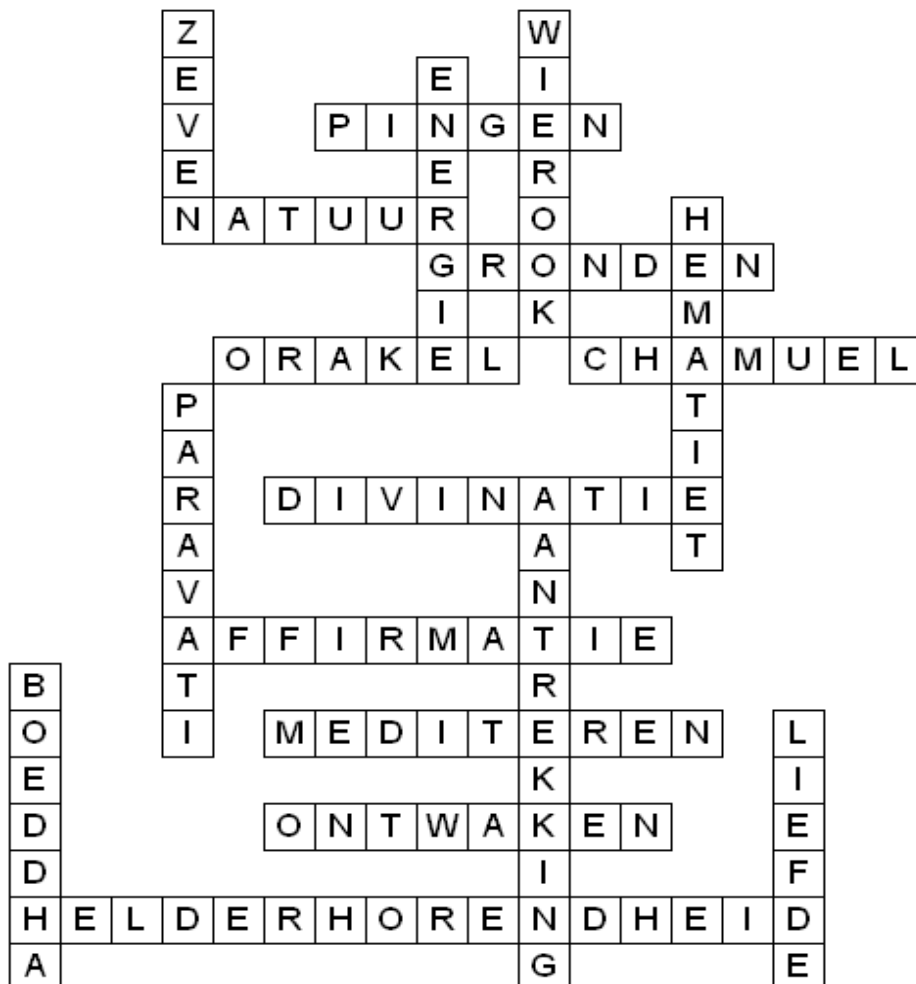 ZEVEN
WIEROOK
ENERGIE
PINGEN
NATUUR
HEMATIET
GRONDEN
ORAKEL
CHAMUEL
PARAVATI
DIVINATIE
AANTREKKING
AFFIRMATIE
BOEDDHA
MEDITEREN
LIEFDE
ONTWAKEN
HELDERHORENDHEID